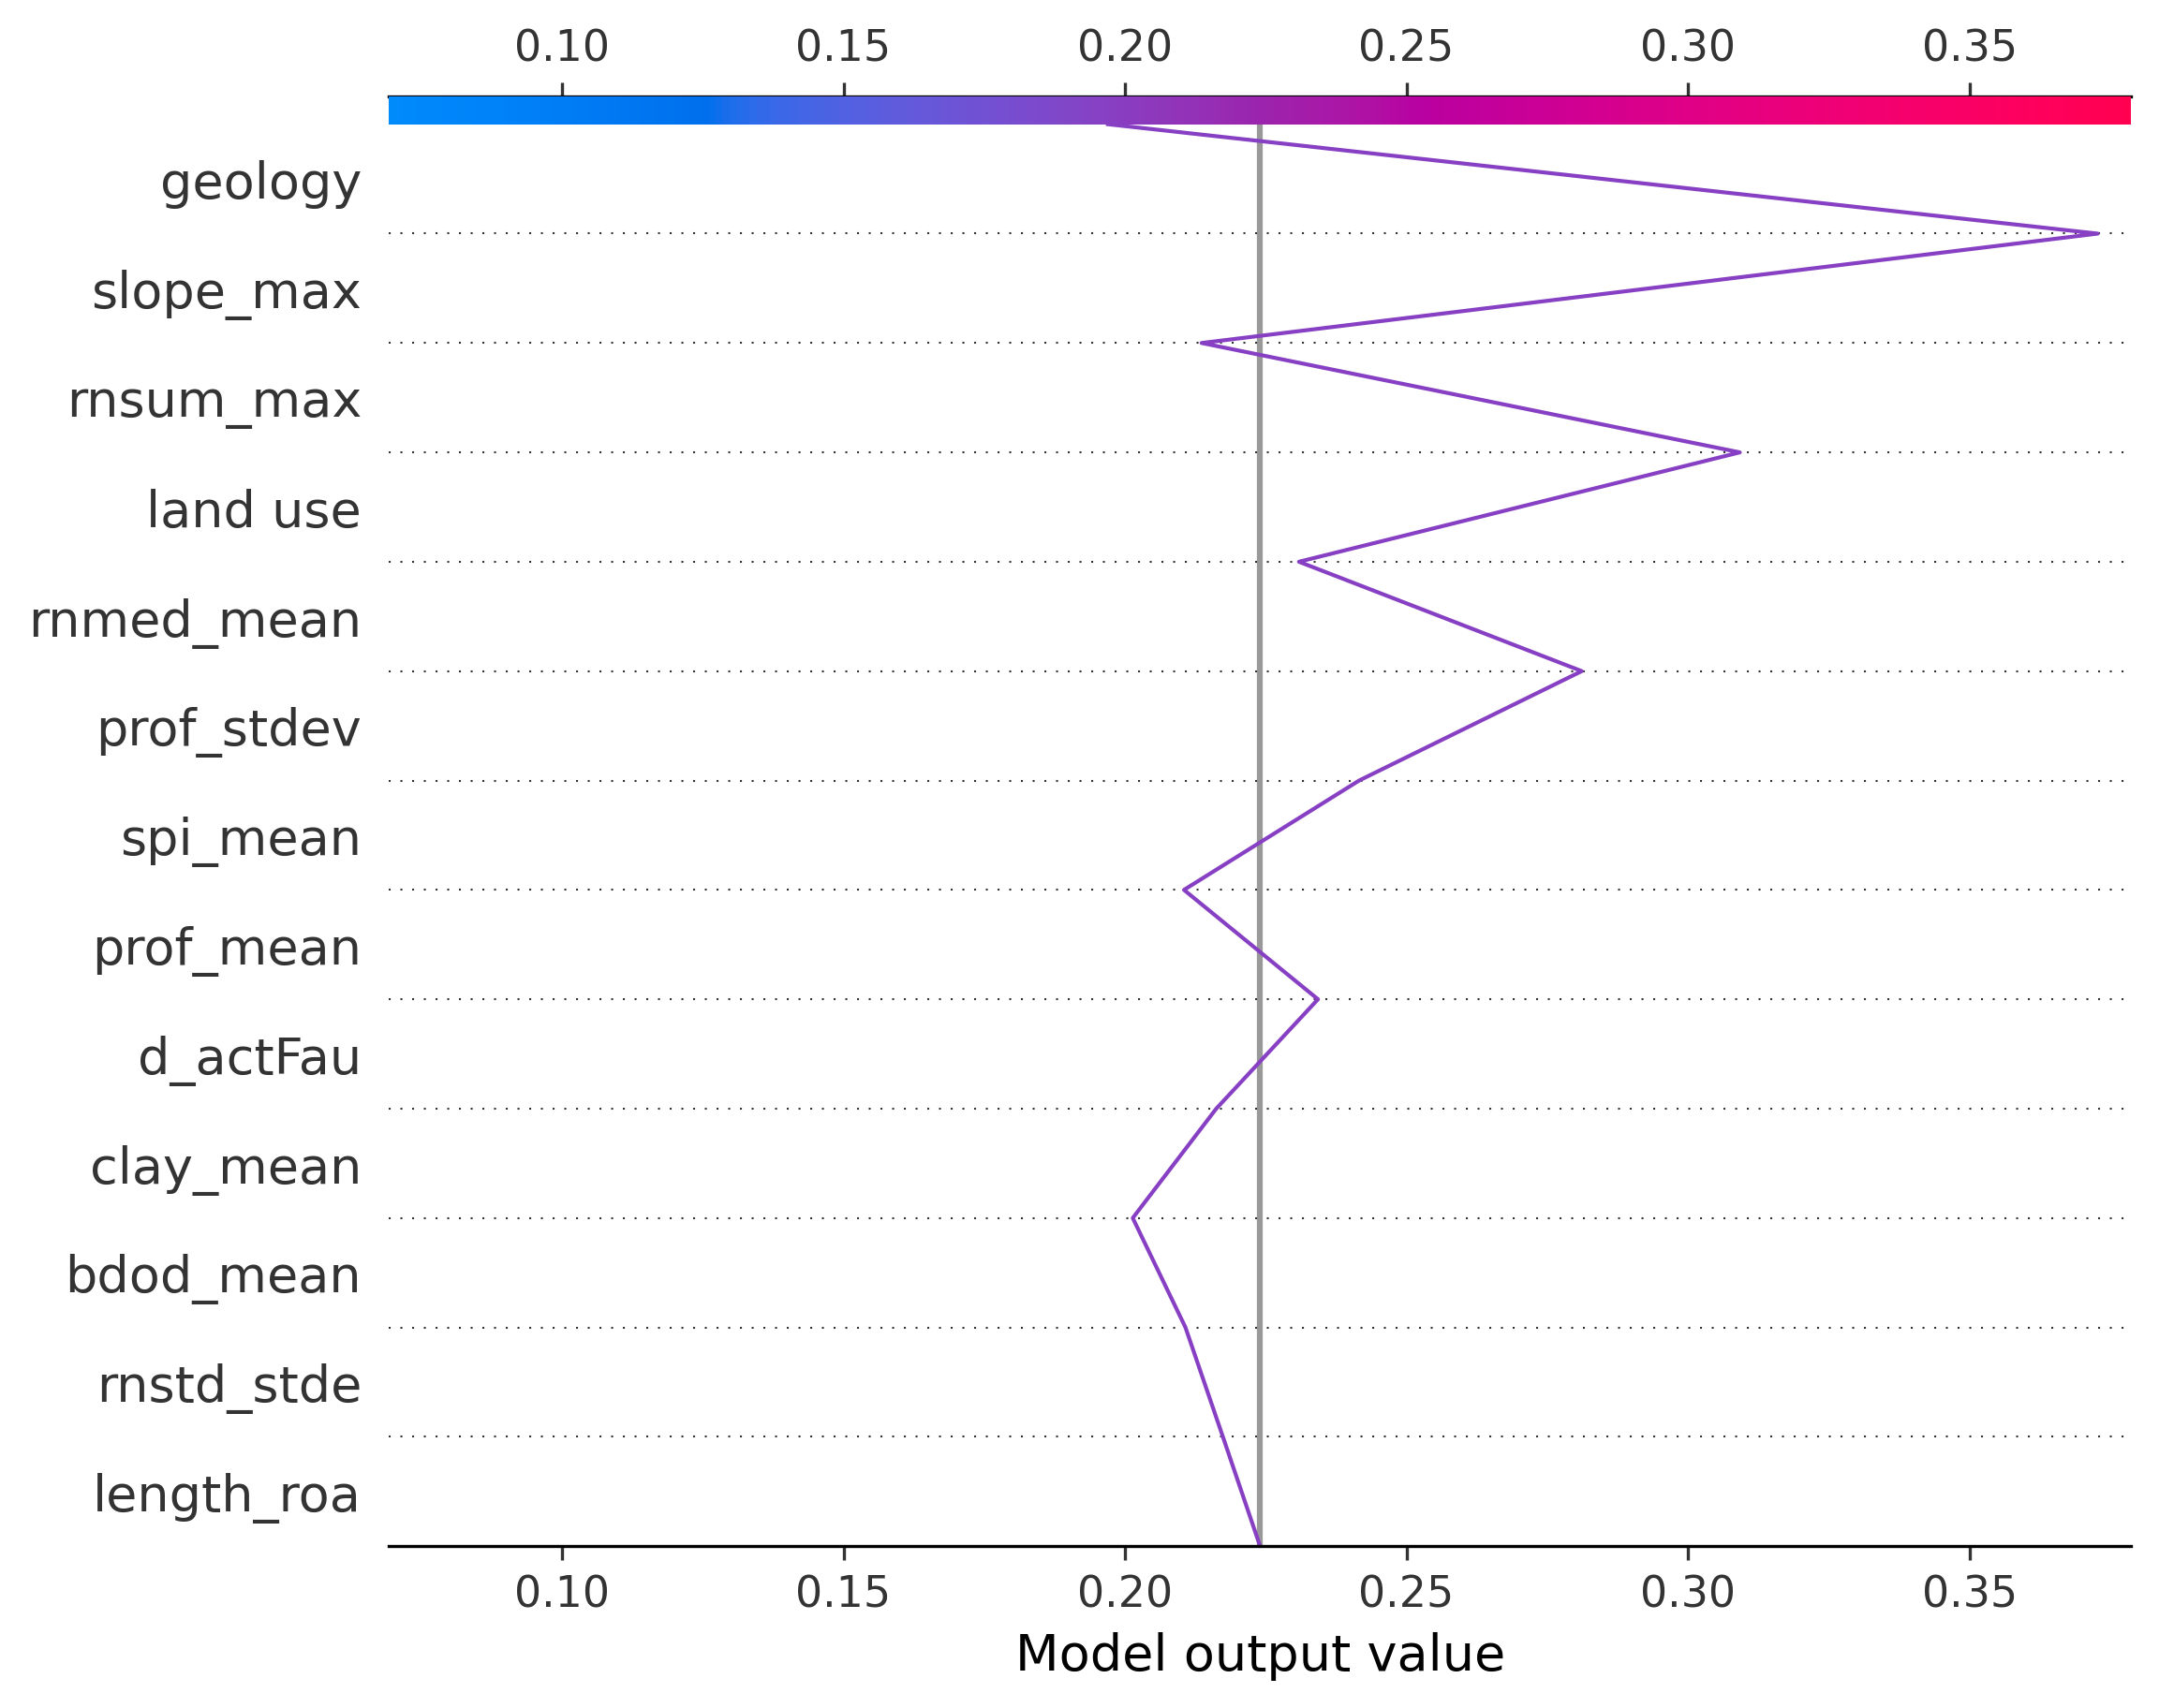 0.10 0.15 0.20 0.25 0.30 0.35
geology
slope_max
rnsum_max
land use
rnmed_mean
prof_stdev
spi_mean
prof_mean
d_actFau
clay_mean
bdod_mean
rnstd_stde
length_roa
0.10 0.15 0.20 0.25 0.30 0.35
Model output value